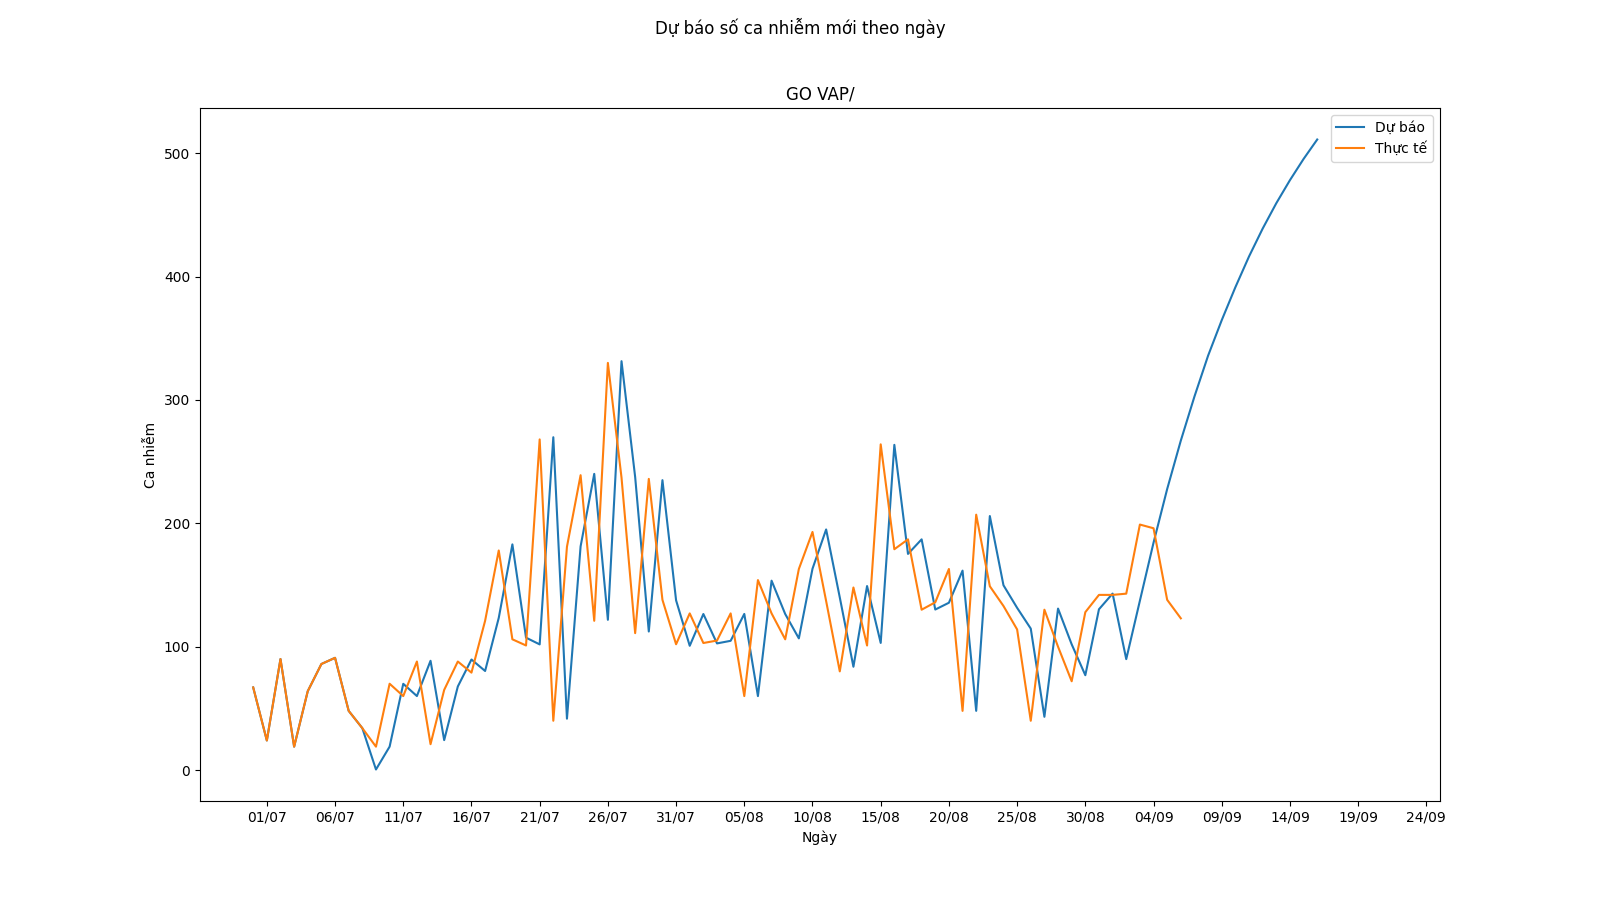 Dự báo số ca nhiễm mới theo ngày
GO VAP/
Dự báo
Thực tế
500
400
300
200
100
0
Ca nhiễm
01/07 06/07 11/07 16/07 21/07 26/07 31/07 05/08 10/08 15/08 20/08 25/08 30/08 04/09 09/09 14/09 19/09 24/09
Ngày